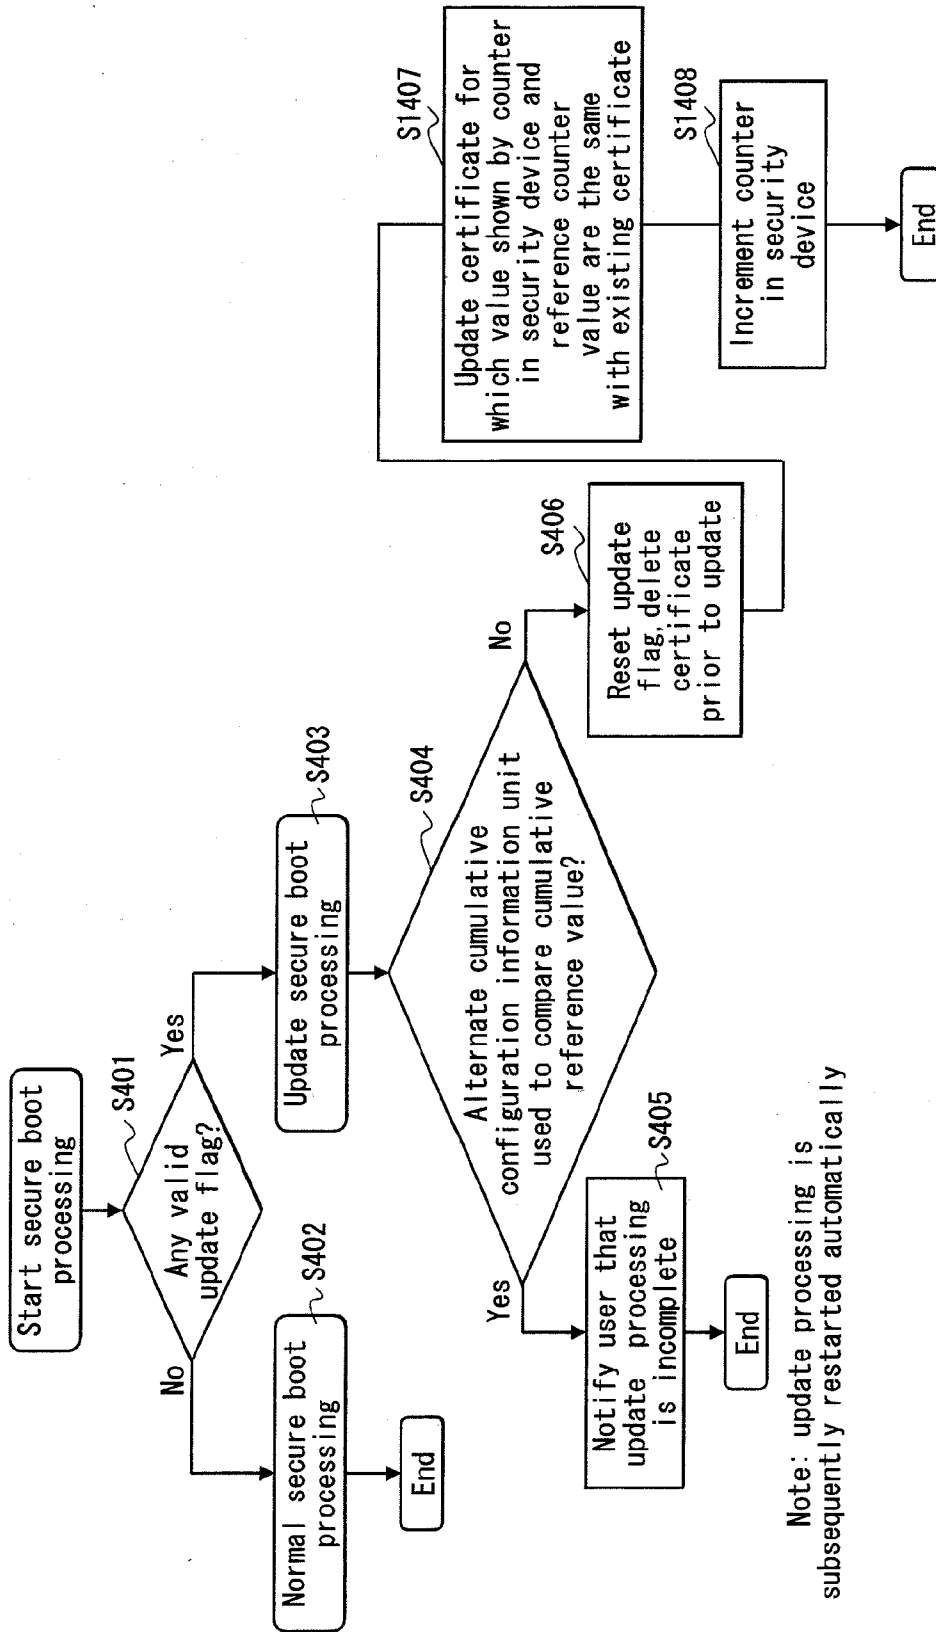 Start secure boot
processing
S401
Any valid
update flag?
No
Yes
S402
Normal secure boot
processing
End
S403
Update secure boot
processing
S404
Alternate cumulative
configuration information unit
used to compare cumulative
reference value?
Yes
No
S405
Notify user that
update processing
is incomplete
End
S406
Reset update
flag, delete
certificate
prior to update
S1407
Update certificate for
which value shown by counter
in security device and
reference counter
value are the same
with existing certificate
S1408
Increment counter
in security
device
End
Note: update processing is
subsequently restarted automatically